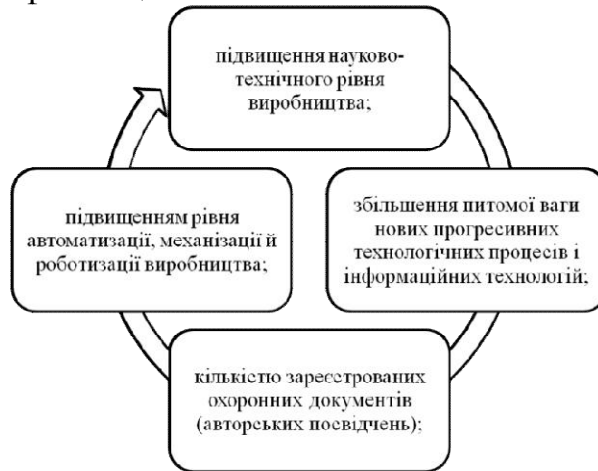 підвищення науково-
технічного рівня
виробництва;
збільшення питомої ваги
нових прогресивних
технологічних процесів і
інформаційних технологій;
кількістю зареєстрованих
охоронних документів
(авторських посвідчень);
підвищенням рівня
автоматизації, механізації й
роботизації виробництва;